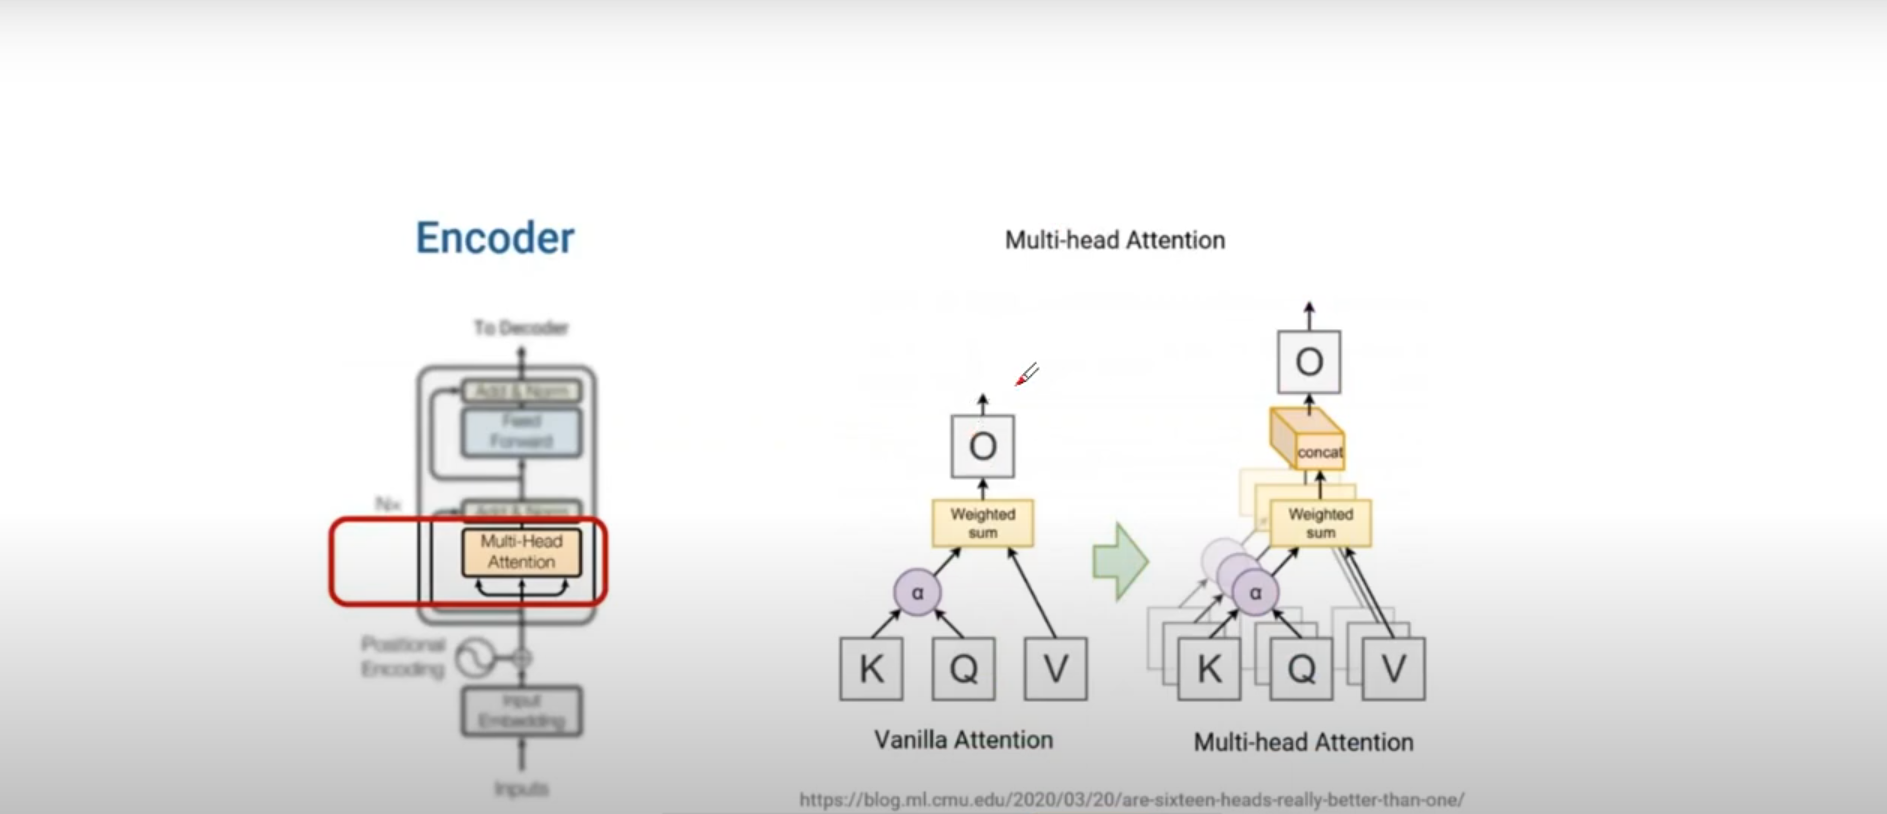 Encoder
To Decoder
Add & Norm
Feed
Forward
Nx
Add & Norm
Multi-Head
Attention
Positional
Encoding
Input
Embedding
Inputs
Multi-head Attention
O
Weighted
sum
α
K Q V
Vanilla Attention
O
concat
Weighted
sum
α
K Q V
Multi-head Attention
https://blog.ml.cmu.edu/2020/03/20/are-sixteen-heads-really-better-than-one/